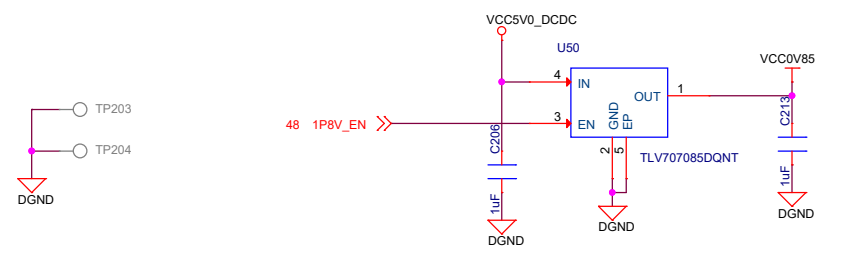 VCC5V0_DCDC
U50
VCC0V85
4
IN
1
OUT
C213
TP203
48 1P8V_EN
3
EN
GND
EP
C206
TP204
2
5
TLV707085DQNT
DGND
1uF
1uF
DGND
DGND
DGND